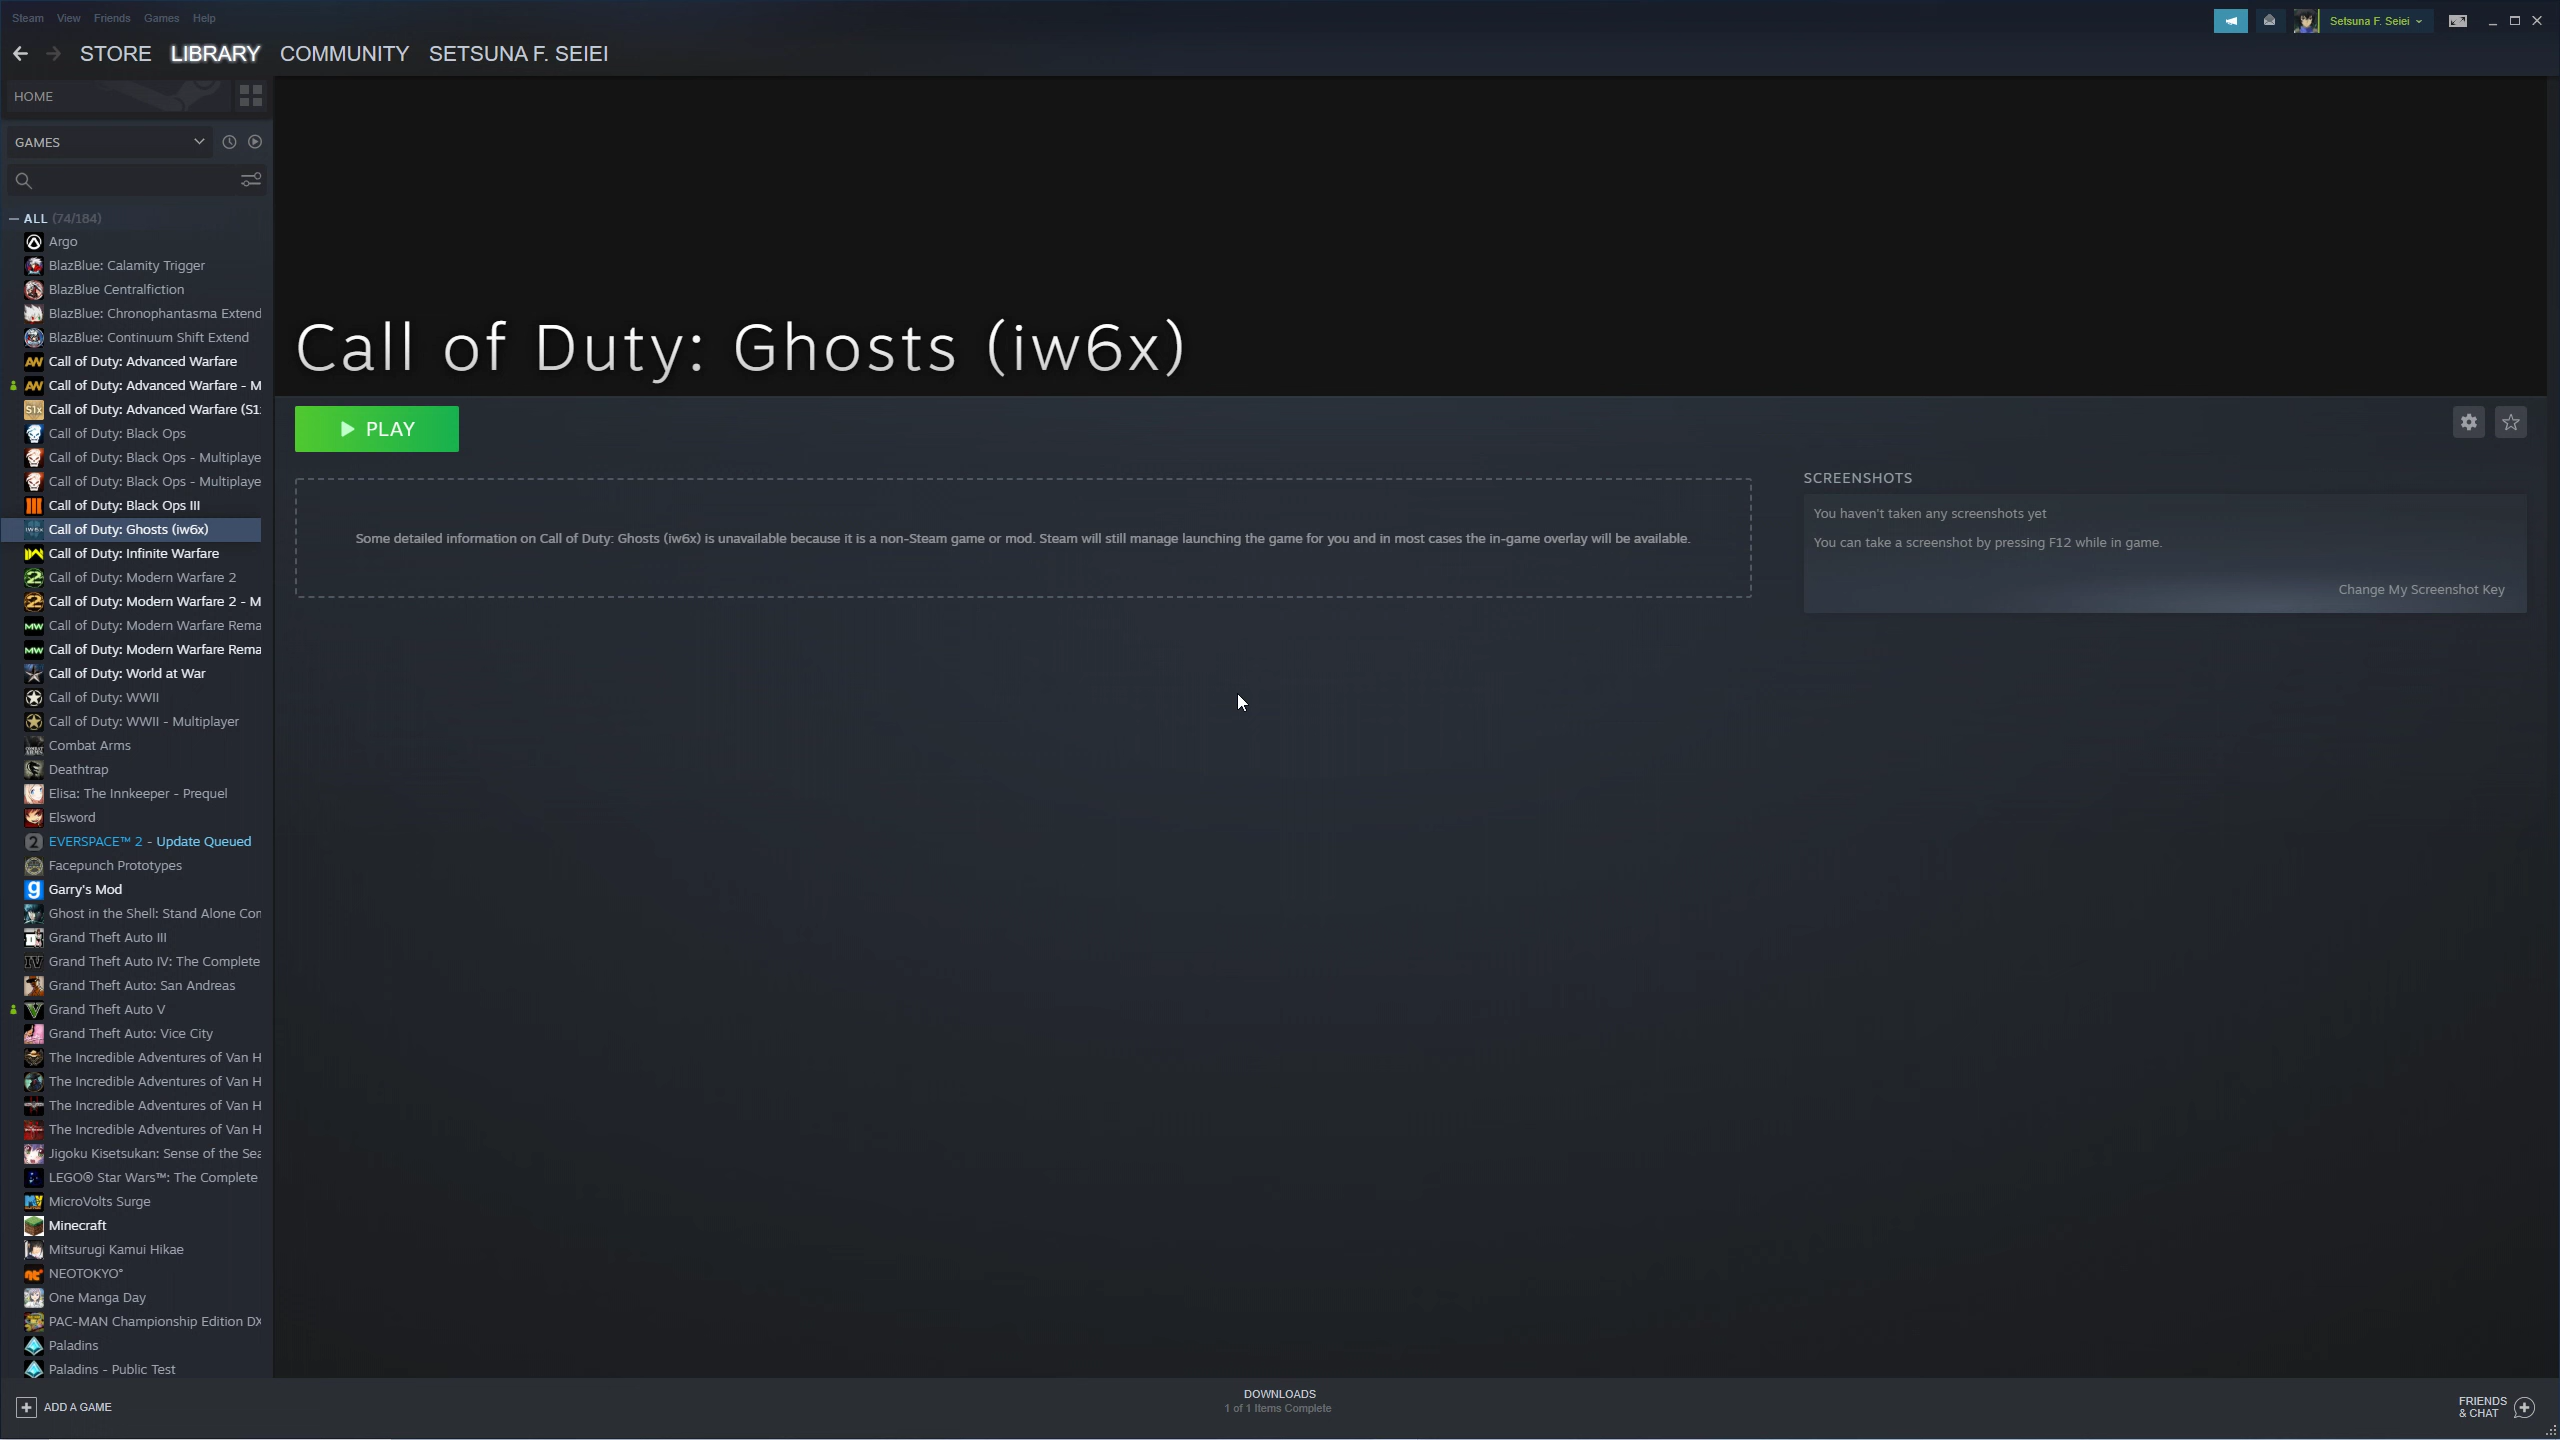 Steam View Friends Games Help
Setsuna F. Seiei
STORE LIBRARY COMMUNITY SETSUNA F. SEIEI
HOME
GAMES
ALL (74/184)
Argo
BlazBlue: Calamity Trigger
BlazBlue Centralfiction
BlazBlue: Chronophantasma Extend
BlazBlue: Continuum Shift Extend
Call of Duty: Advanced Warfare
Call of Duty: Advanced Warfare - M
Call of Duty: Advanced Warfare (S1
Call of Duty: Black Ops
Call of Duty: Black Ops - Multiplaye
Call of Duty: Black Ops - Multiplaye
Call of Duty: Black Ops III
Call of Duty: Ghosts (iw6x)
Call of Duty: Infinite Warfare
Call of Duty: Modern Warfare 2
Call of Duty: Modern Warfare 2 - M
Call of Duty: Modern Warfare Rema
Call of Duty: Modern Warfare Rema
Call of Duty: World at War
Call of Duty: WWII
Call of Duty: WWII - Multiplayer
Combat Arms
Deathtrap
Elisa: The Innkeeper - Prequel
Elsword
EVERSPACE™ 2 - Update Queued
Facepunch Prototypes
Garry's Mod
Ghost in the Shell: Stand Alone Con
Grand Theft Auto III
Grand Theft Auto IV: The Complete
Grand Theft Auto: San Andreas
Grand Theft Auto V
Grand Theft Auto: Vice City
The Incredible Adventures of Van H
The Incredible Adventures of Van H
The Incredible Adventures of Van H
The Incredible Adventures of Van H
Jigoku Kisetsukan: Sense of the Sea
LEGO® Star Wars™: The Complete
MicroVolts Surge
Minecraft
Mitsurugi Kamui Hikae
NEOTOKYO°
One Manga Day
PAC-MAN Championship Edition DX
Paladins
Paladins - Public Test
Call of Duty: Ghosts (iw6x)
PLAY
Some detailed information on Call of Duty: Ghosts (iw6x) is unavailable because it is a non-Steam game or mod. Steam will still manage launching the game for you and in most cases the in-game overlay will be available.
SCREENSHOTS
You haven't taken any screenshots yet
You can take a screenshot by pressing F12 while in game.
Change My Screenshot Key
ADD A GAME
DOWNLOADS
1 of 1 Items Complete
FRIENDS
& CHAT